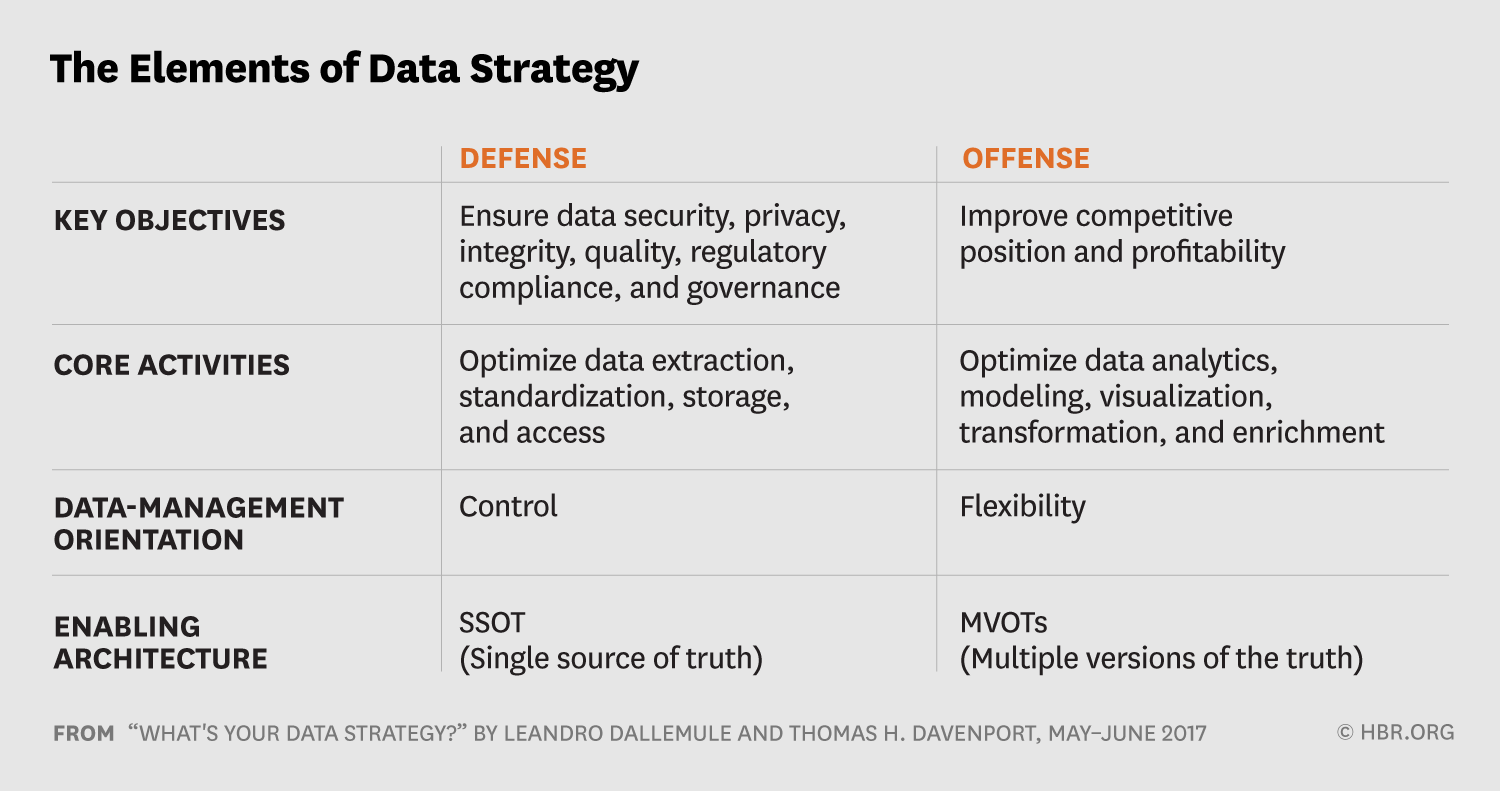 The Elements of Data Strategy
DEFENSE
OFFENSE
KEY OBJECTIVES
Ensure data security, privacy,
integrity, quality, regulatory
compliance, and governance
Improve competitive
position and profitability
CORE ACTIVITIES
Optimize data extraction,
standardization, storage,
and access
Optimize data analytics,
modeling, visualization,
transformation, and enrichment
DATA-MANAGEMENT
ORIENTATION
Control
Flexibility
ENABLING
ARCHITECTURE
SSOT
(Single source of truth)
MVOTs
(Multiple versions of the truth)
FROM “WHAT'S YOUR DATA STRATEGY?” BY LEANDRO DALLEMULE AND THOMAS H. DAVENPORT, MAY–JUNE 2017
© HBR.ORG